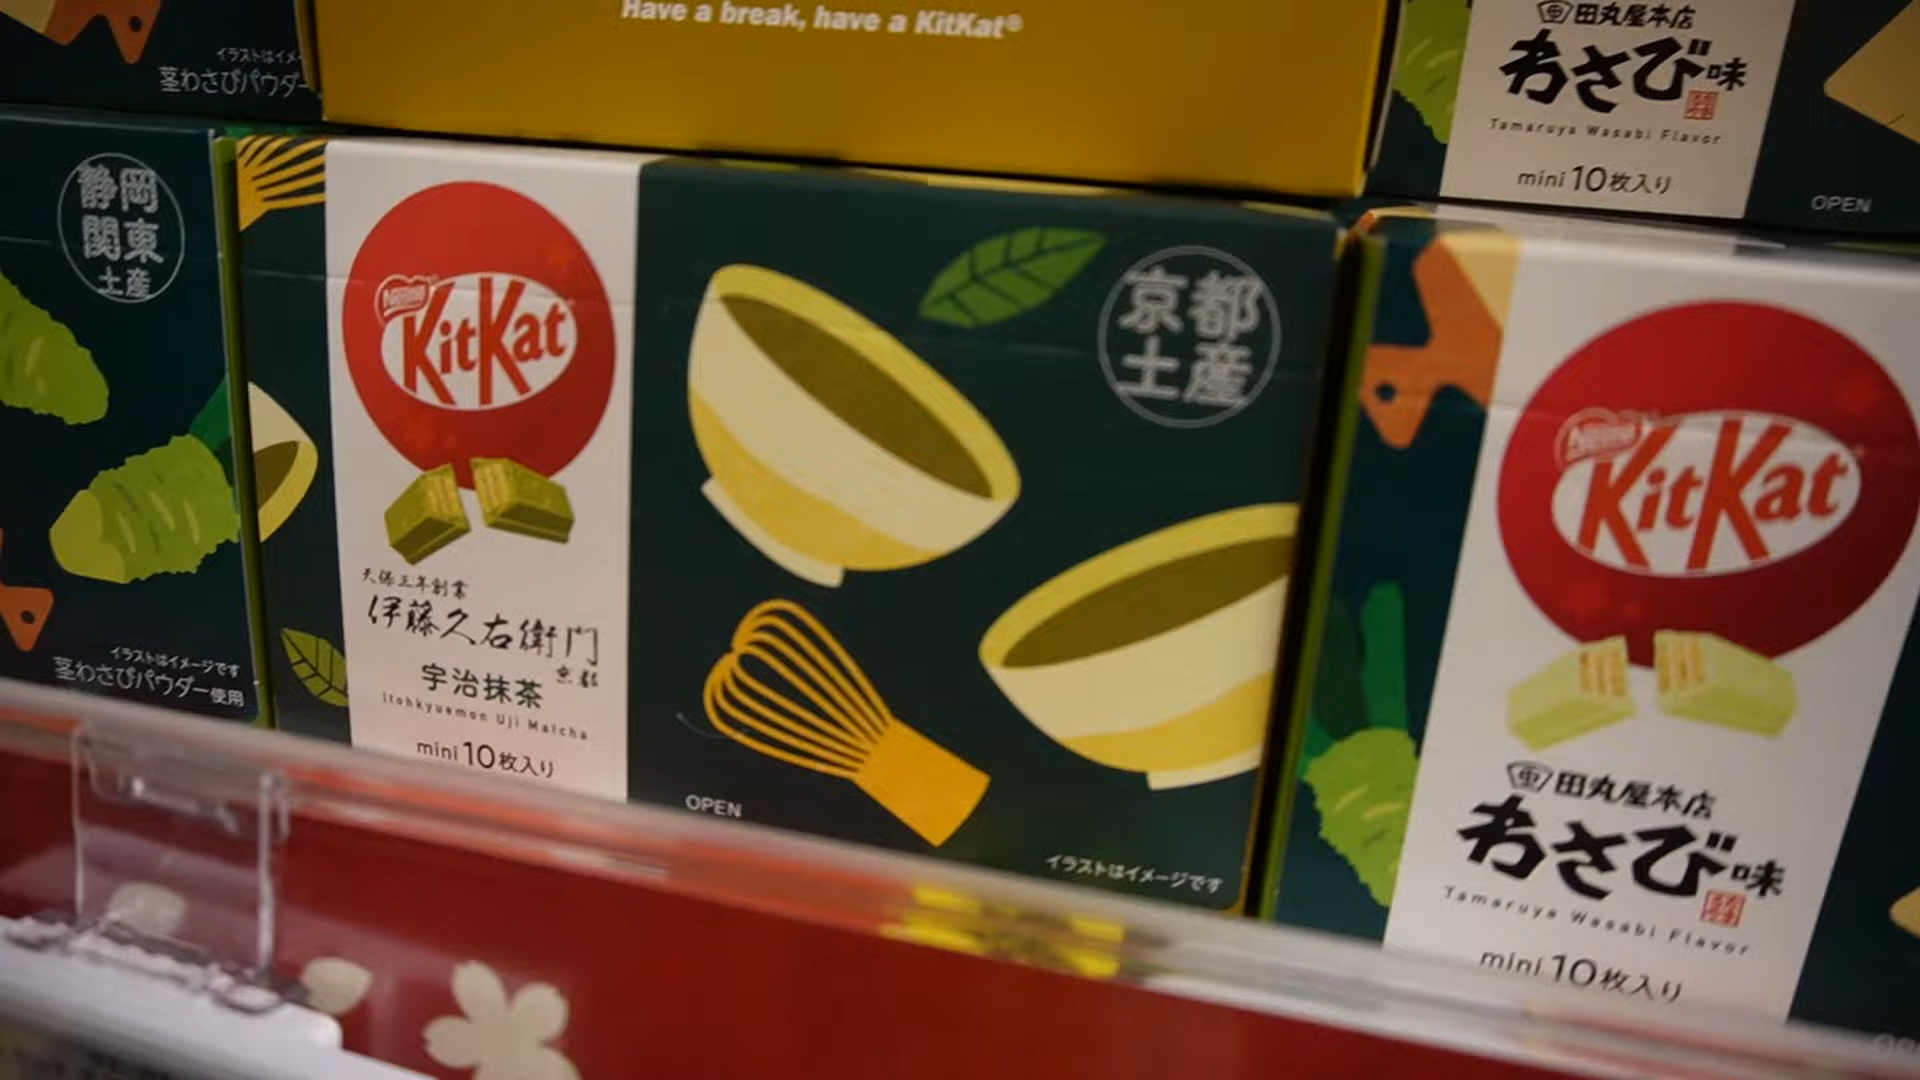 Have a break, have a KitKat®
イラストはイメ
茎わさびパウダー
田丸屋本店
わさび味
Tamaruya Wasabi Flavor
mini 10枚入り
OPEN
静岡
関東
土産
イラストはイメージです
茎わさびパウダー使用
Nestlé
KitKat
天保三年創業
伊藤久右衛門
京都
宇治抹茶
Itohkyuemon Uji Matcha
mini 10枚入り
OPEN
京都
土産
イラストはイメージです
Nestlé
KitKat
田丸屋本店
わさび味
Tamaruya Wasabi Flavor
mini 10枚入り